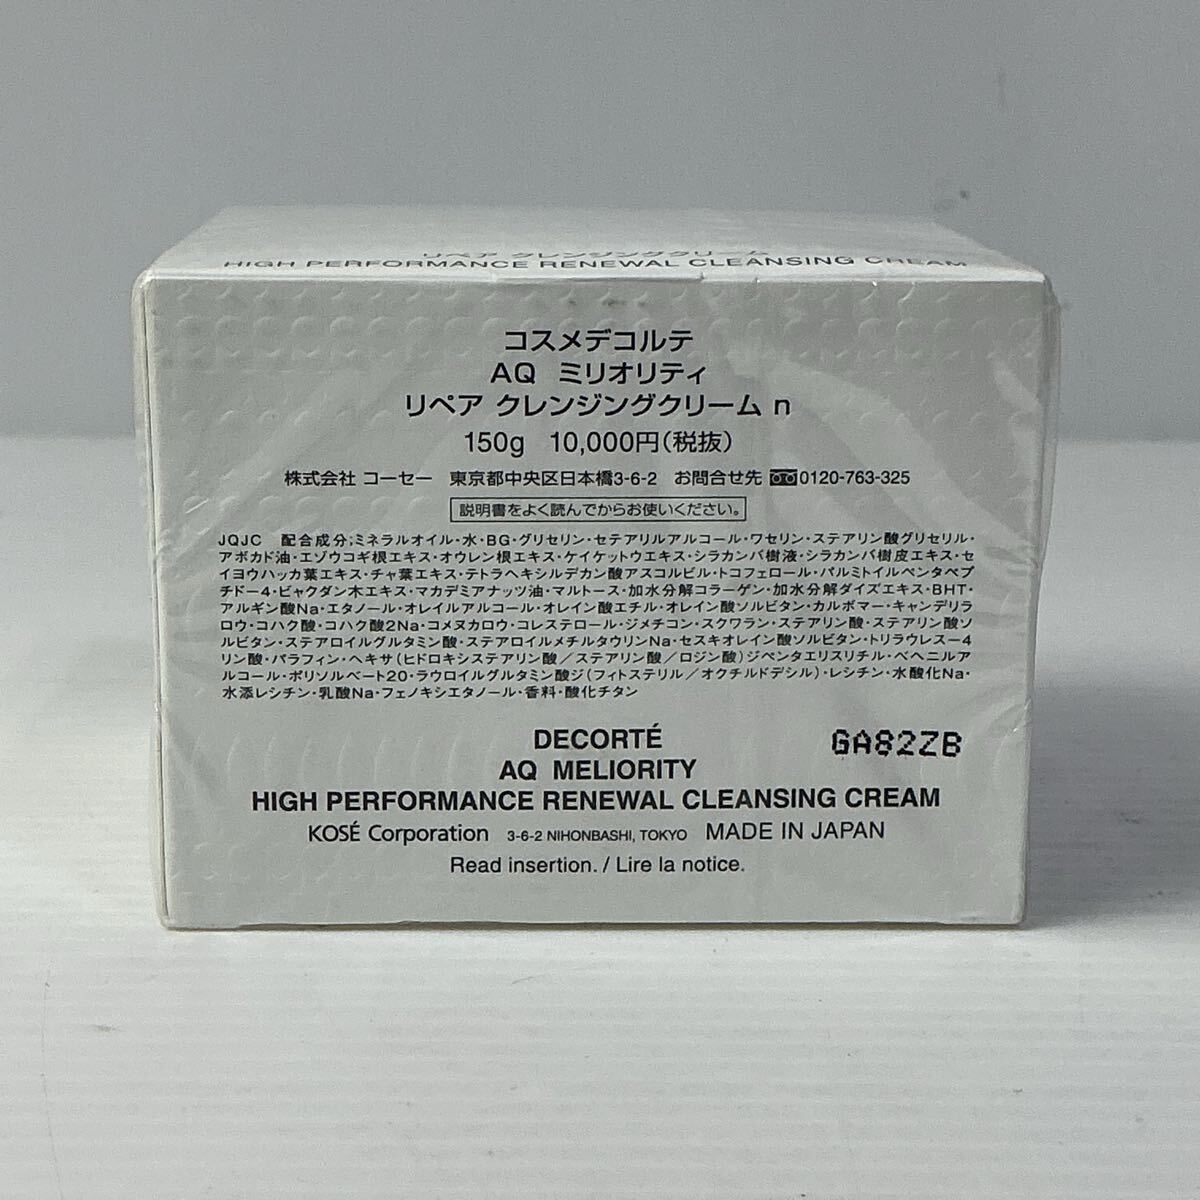 リペア クレンジングクリーム
HIGH PERFORMANCE RENEWAL CLEANSING CREAM
コスメデコルテ
AQ ミリオリティ
リペア クレンジングクリーム n
150g 10,000円(税抜)
株式会社 コーセー 東京都中央区日本橋3-6-2 お問合せ先 0120-763-325
説明書をよく読んでからお使いください。
JQJC 配合成分;ミネラルオイル・水・BG・グリセリン・セテアリルアルコール・ワセリン・ステアリン酸グリセリル・
アボカド油・エゾウコギ根エキス・オウレン根エキス・ケイケットウエキス・シラカンバ樹液・シラカンバ樹皮エキス・セ
イヨウハッカ葉エキス・チャ葉エキス・テトラヘキシルデカン酸アスコルビル・トコフェロール・パルミトイルペンタペプ
チドー4・ビャクダン木エキス・マカデミアナッツ油・マルトース・加水分解コラーゲン・加水分解ダイズエキス・BHT・
アルギン酸Na・エタノール・オレイルアルコール・オレイン酸エチル・オレイン酸ソルビタン・カルボマー・キャンデリラ
ロウ・コハク酸・コハク酸2Na・コメヌカロウ・コレステロール・ジメチコン・スクワラン・ステアリン酸・ステアリン酸ソ
ルビタン・ステアロイルグルタミン酸・ステアロイルメチルタウリンNa・セスキオレイン酸ソルビタン・トリラウレスー4
リン酸・パラフィン・ヘキサ(ヒドロキシステアリン酸/ステアリン酸/ロジン酸)ジペンタエリスリチル・ベヘニルア
ルコール・ポリソルベート20・ラウロイルグルタミン酸ジ(フィトステリル/オクチルドデシル)・レシチン・水酸化Na・
水添レシチン・乳酸Na・フェノキシエタノール・香料・酸化チタン
DECORTÉ GA82ZB
AQ MELIORITY
HIGH PERFORMANCE RENEWAL CLEANSING CREAM
KOSÉ Corporation 3-6-2 NIHONBASHI, TOKYO MADE IN JAPAN
Read insertion. / Lire la notice.